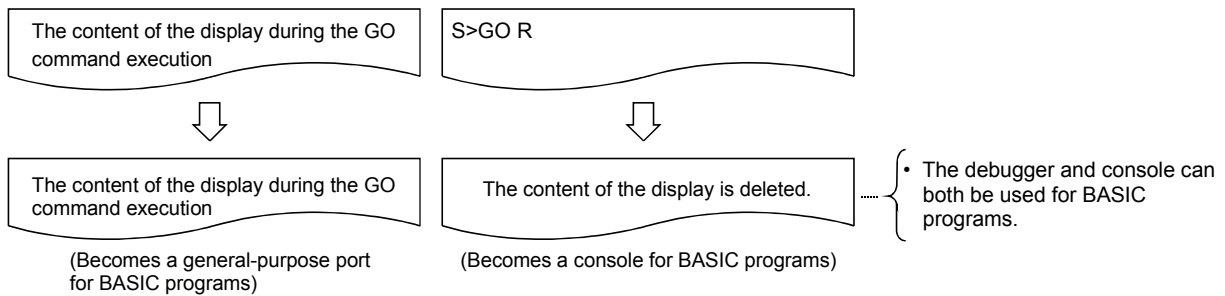 The content of the display during the GO
command execution
S>GO R
The content of the display during the GO
command execution
The content of the display is deleted.
• The debugger and console can
both be used for BASIC
programs.
(Becomes a general-purpose port
for BASIC programs)
(Becomes a console for BASIC programs)